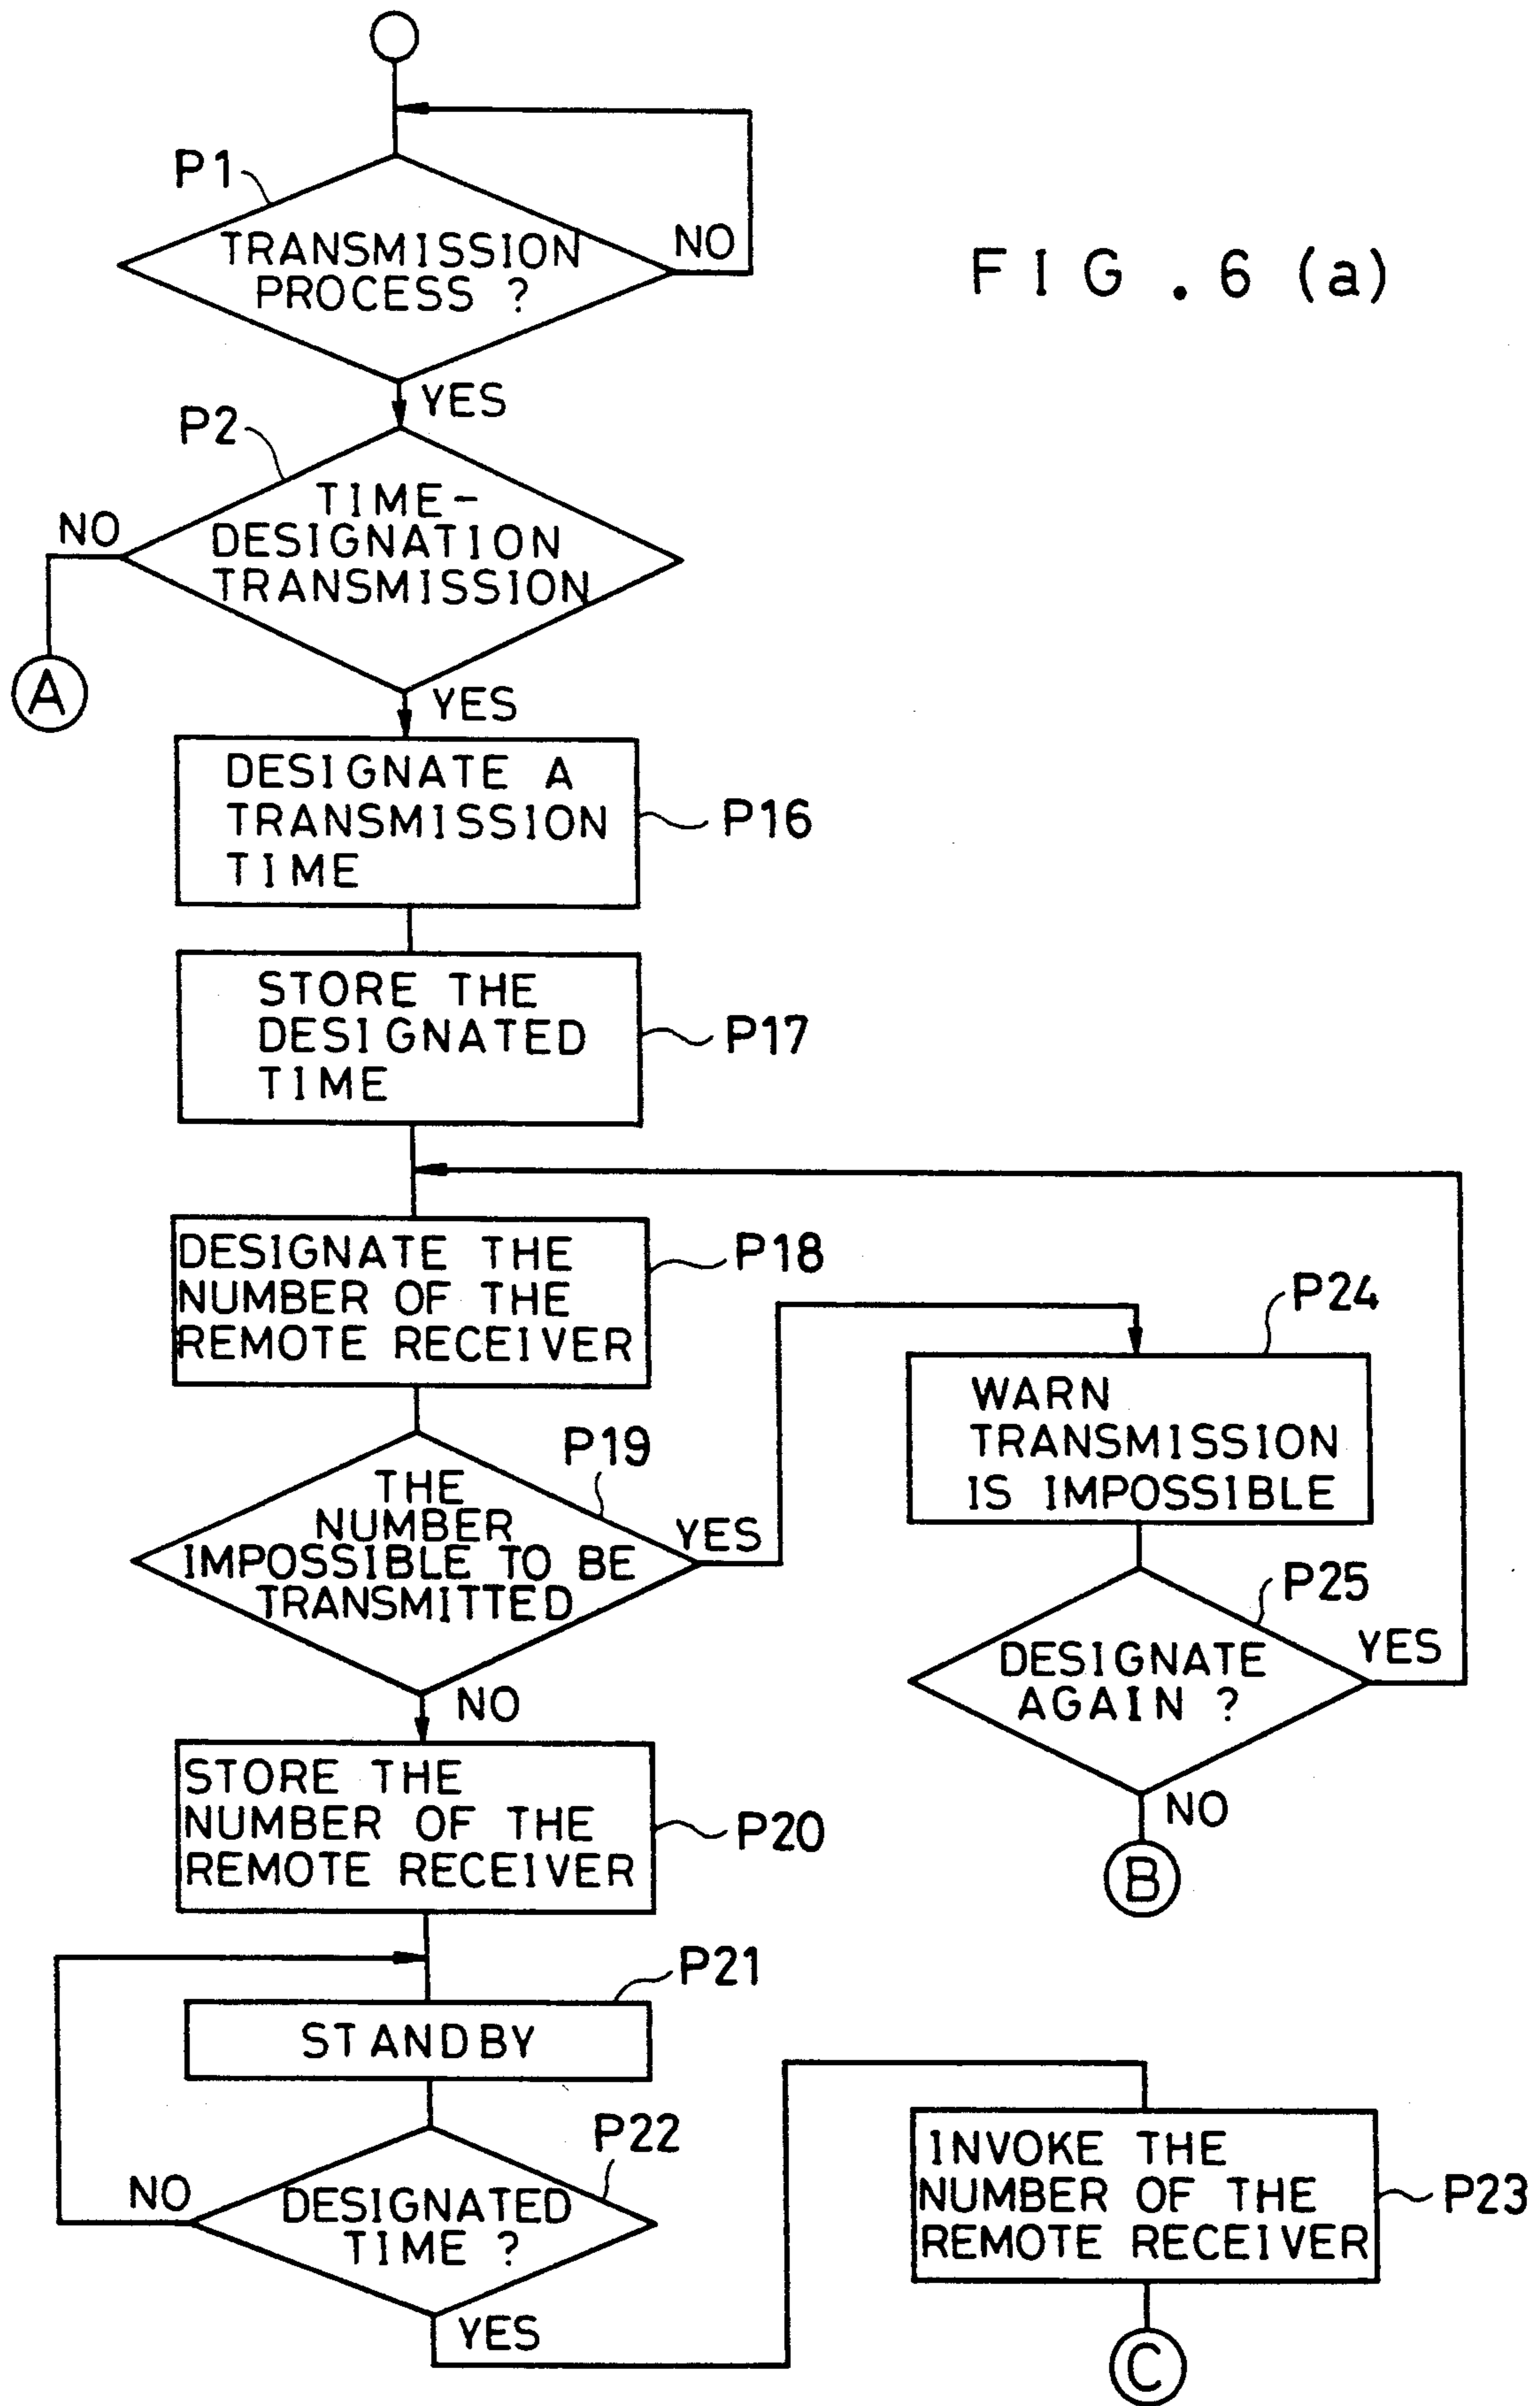 P1
TRANSMISSION
PROCESS ?
NO
FIG. 6 (a)
YES
P2
TIME-
DESIGNATION
TRANSMISSION
NO
A
YES
DESIGNATE A
TRANSMISSION
TIME
P16
STORE THE
DESIGNATED
TIME
P17
DESIGNATE THE
NUMBER OF THE
REMOTE RECEIVER
P18
P19
THE
NUMBER
IMPOSSIBLE TO BE
TRANSMITTED
YES
NO
P24
WARN
TRANSMISSION
IS IMPOSSIBLE
P25
DESIGNATE
AGAIN ?
YES
NO
B
STORE THE
NUMBER OF THE
REMOTE RECEIVER
P20
P21
STANDBY
P22
DESIGNATED
TIME ?
NO
YES
INVOKE THE
NUMBER OF THE
REMOTE RECEIVER
P23
C